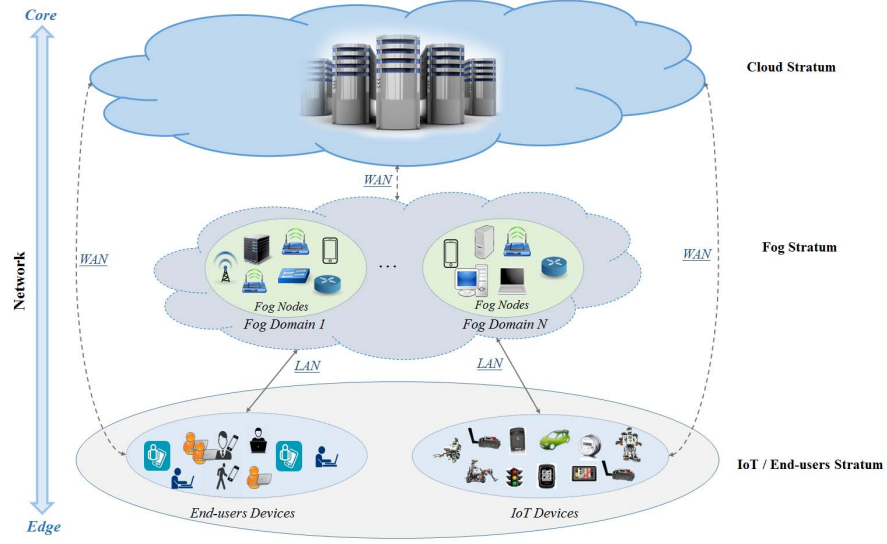 Core
Cloud Stratum
WAN
Fog Stratum
WAN
WAN
Network
...
Fog Nodes
Fog Nodes
Fog Domain 1
Fog Domain N
LAN
LAN
IoT / End-users Stratum
End-users Devices
IoT Devices
Edge